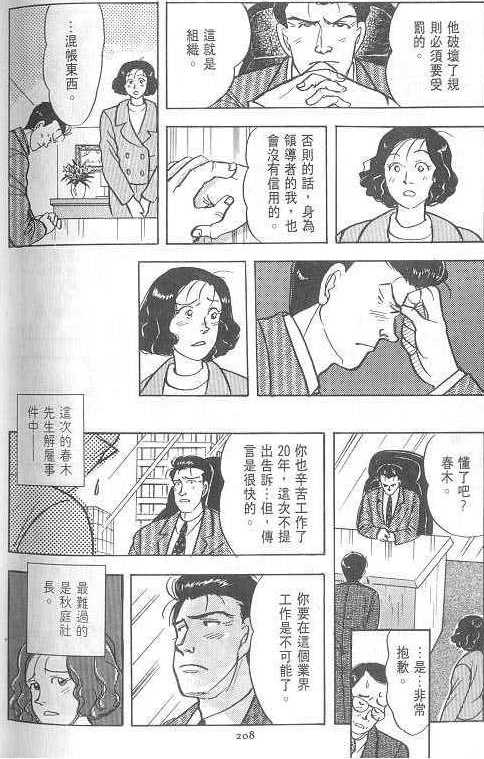 他破壞了規
則必須要受
罰的。
這就是
組織。
…混帳東西。
否則的話，身為
領導者的我，也
會沒有信用的。
懂了吧？
春木。
…是…非常
抱歉。
你也辛苦工作了
20年，這次不提
出告訴…但，傳
言是很快的。
這次的春木
先生解雇事
件中——
你要在這個業界
工作是不可能了。
最難過的
是秋庭社
長。
208